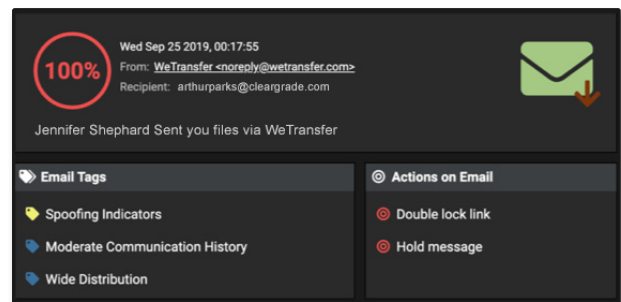 100%
Wed Sep 25 2019, 00:17:55
From: WeTransfer <noreply@wetransfer.com>
Recipient: arthurparks@cleargrade.com
Jennifer Shephard Sent you files via WeTransfer
Email Tags
Spoofing Indicators
Moderate Communication History
Wide Distribution
Actions on Email
Double lock link
Hold message